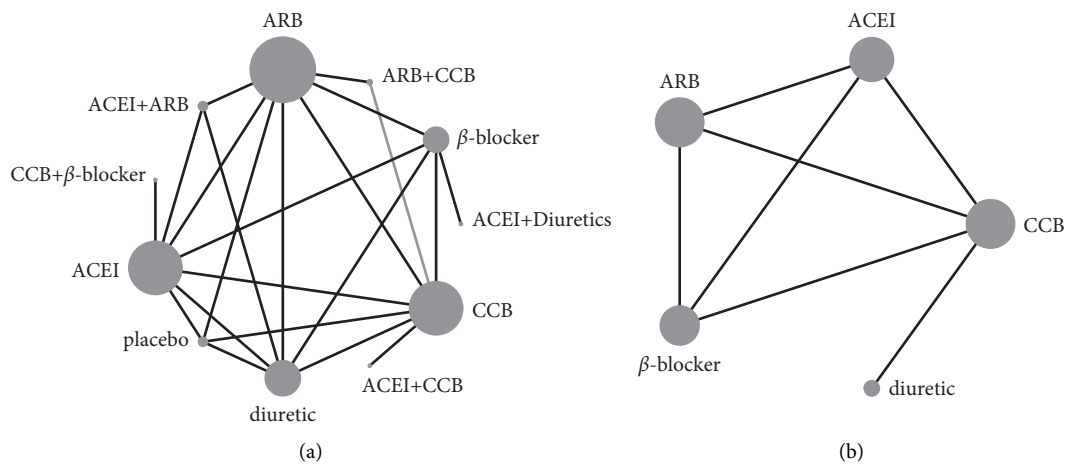 ARB
ARB+CCB
ACEI+ARB
β-blocker
CCB+β-blocker
ACEI+Diuretics
ACEI
CCB
placebo
ACEI+CCB
diuretic
(a)
ACEI
ARB
CCB
β-blocker
diuretic
(b)